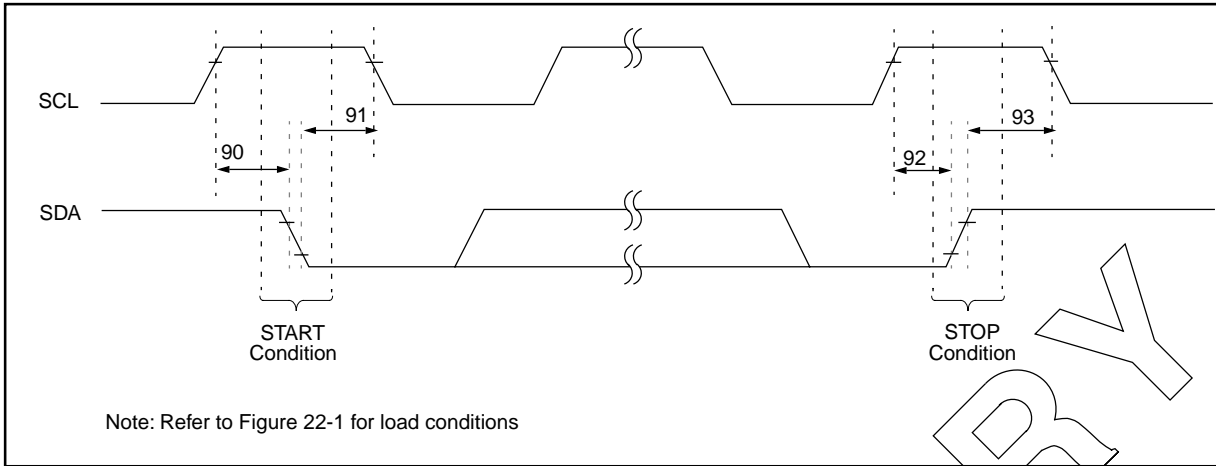 SCL
91
93
90
92
SDA
START
Condition
STOP
Condition
Note: Refer to Figure 22-1 for load conditions
R Y